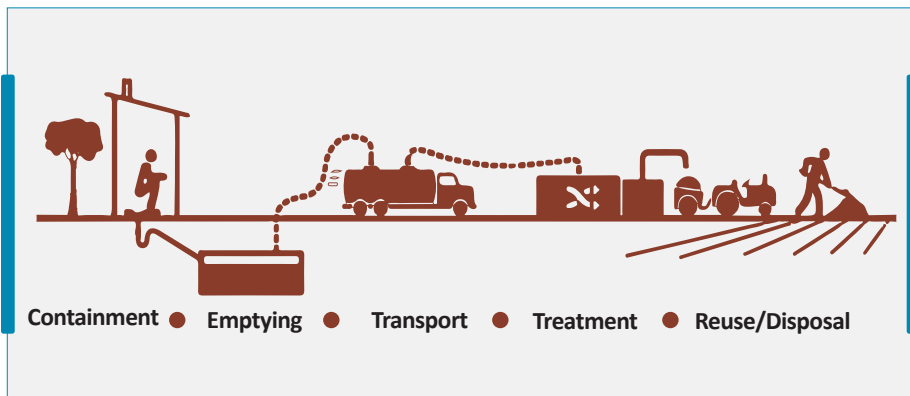 Containment ● Emptying ● Transport ● Treatment ● Reuse/Disposal